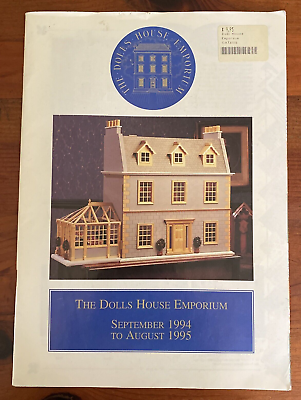 THE DOLLS HOUSE EMPORIUM
THE DOLLS HOUSE EMPORIUM
SEPTEMBER 1994
TO AUGUST 1995